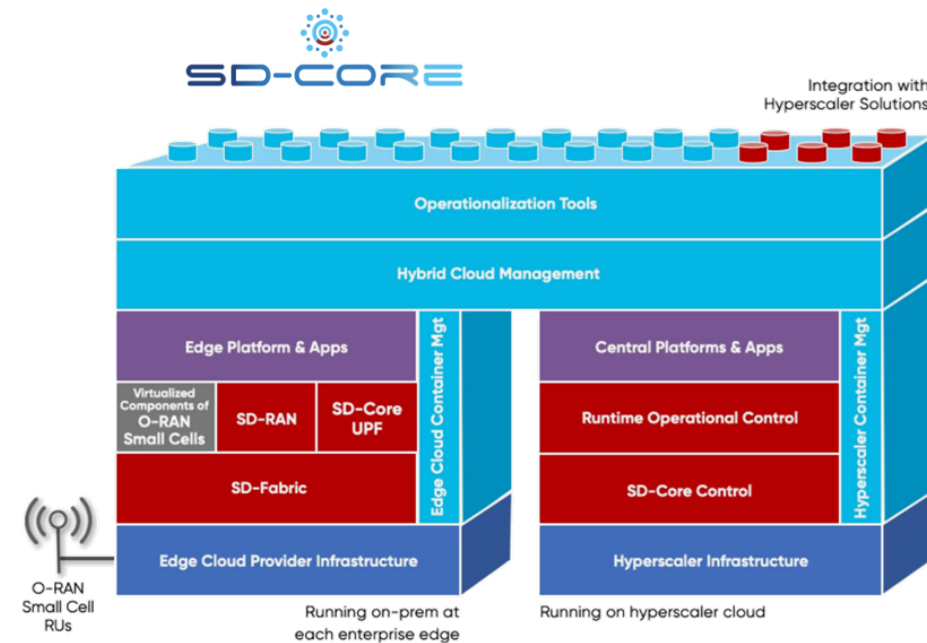 SD-CORE
Integration with
Hyperscaler Solutions
Operationalization Tools
Hybrid Cloud Management
Edge Platform & Apps
Virtualized
Components of
O-RAN
Small Cells
SD-RAN
SD-Core
UPF
SD-Fabric
Edge Cloud Container Mgt
Edge Cloud Provider Infrastructure
Central Platforms & Apps
Runtime Operational Control
SD-Core Control
Hyperscaler Container Mgt
Hyperscaler Infrastructure
O-RAN
Small Cell
RUs
Running on-prem at
each enterprise edge
Running on hyperscaler cloud